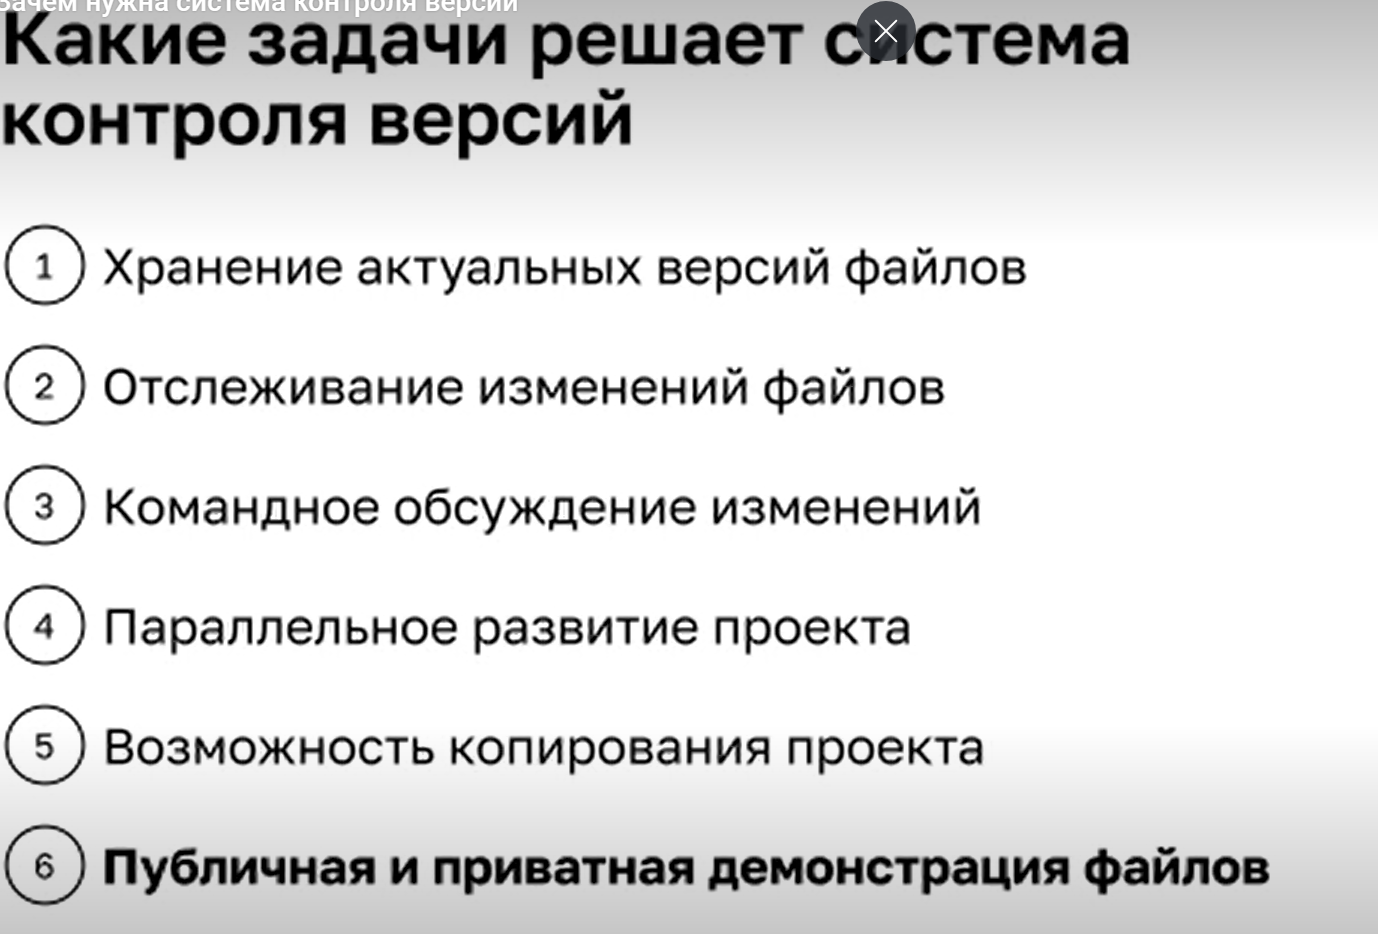 Зачем нужна система контроля версий
Какие задачи решает система
контроля версий
1 Хранение актуальных версий файлов
2 Отслеживание изменений файлов
3 Командное обсуждение изменений
4 Параллельное развитие проекта
5 Возможность копирования проекта
6 Публичная и приватная демонстрация файлов